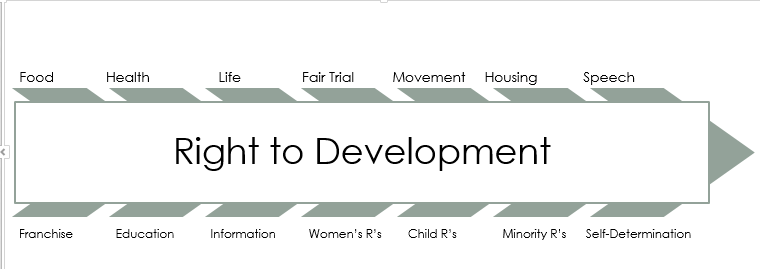 Food Health Life Fair Trial Movement Housing Speech
Right to Development
Franchise Education Information Women's R's Child R's Minority R's Self-Determination